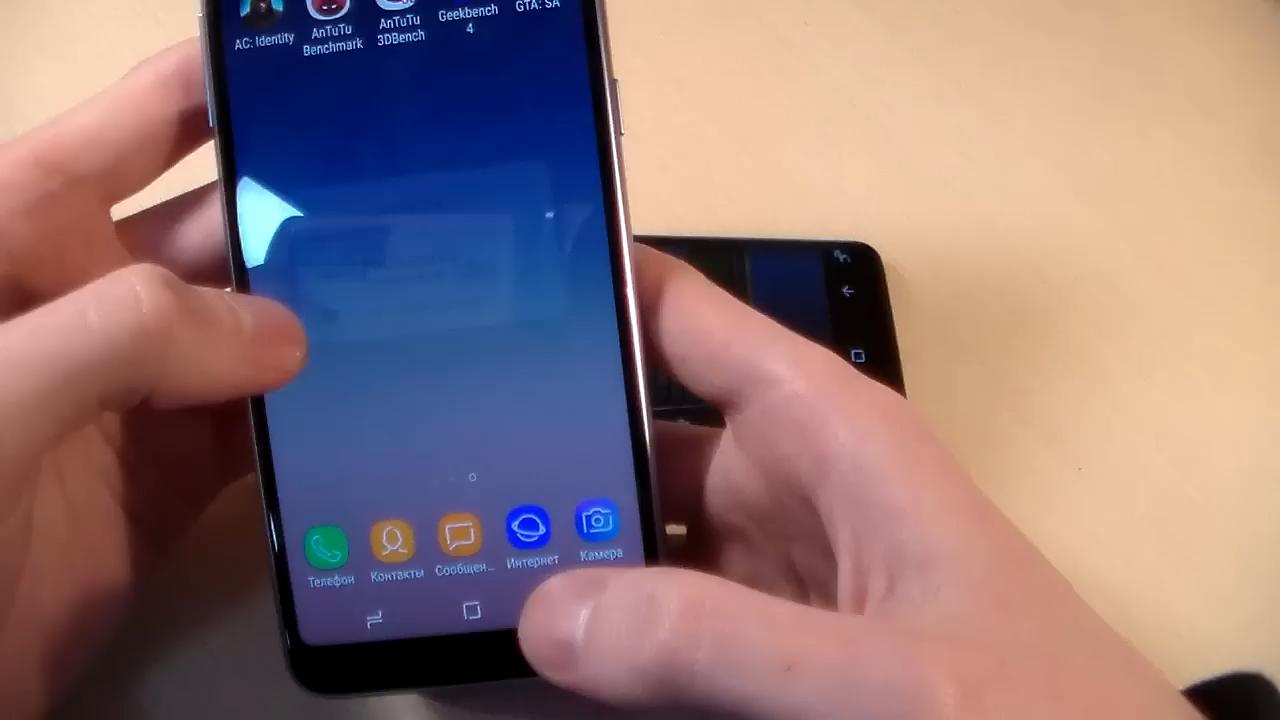 AC: Identity
AnTuTu
Benchmark
AnTuTu
3DBench
Geekbench
4
GTA: SA
Телефон
Контакты
Сообщен...
Интернет
Камера